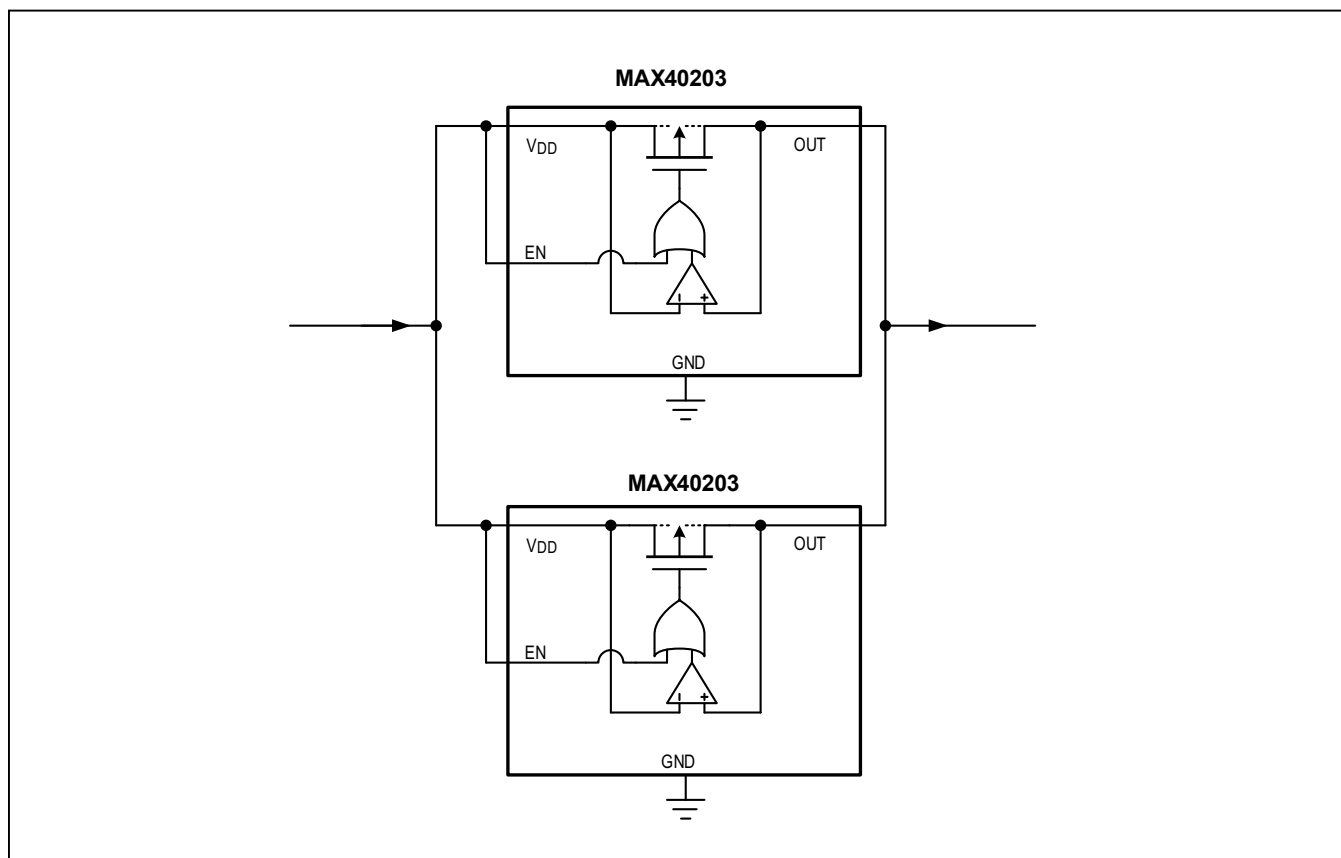 MAX40203
VDD
OUT
EN
- +
GND
MAX40203
VDD
OUT
EN
- +
GND